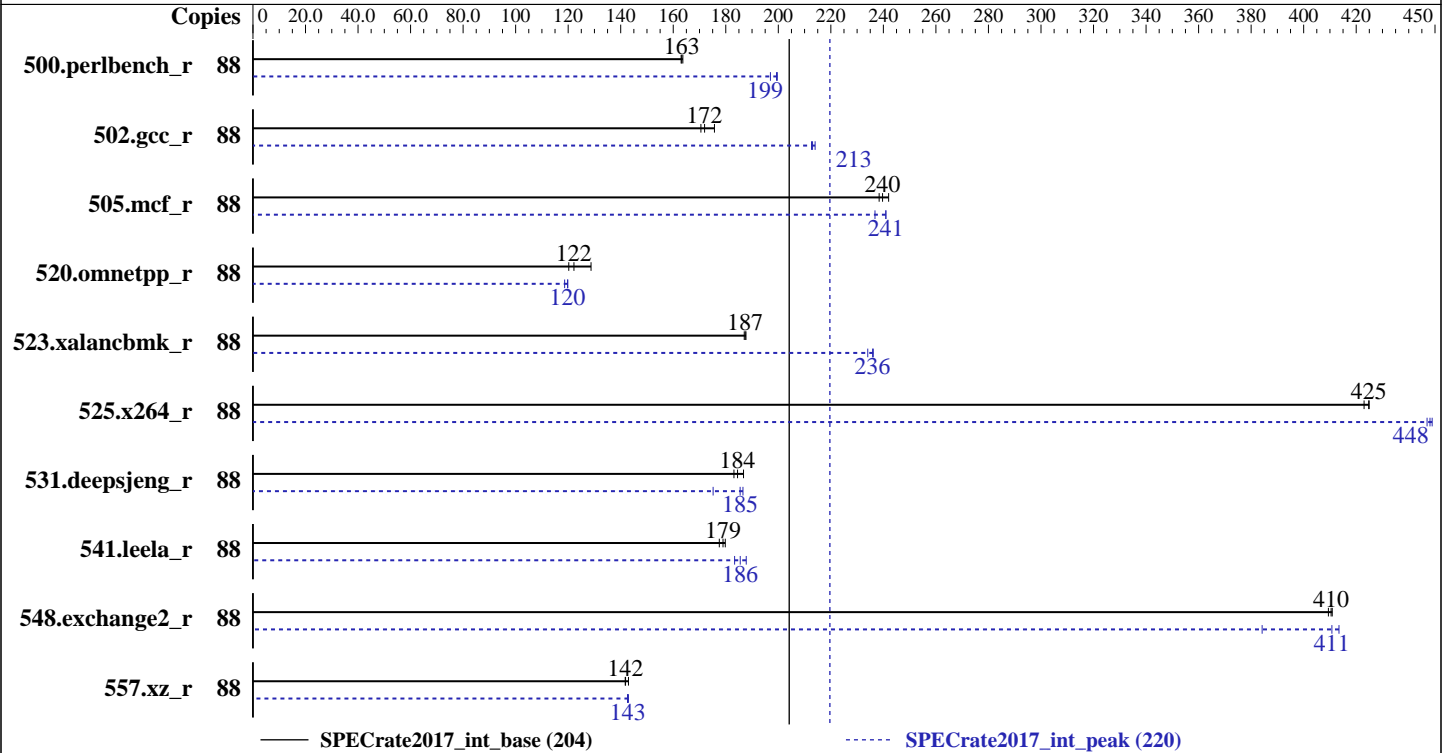 Copies 0 20.0 40.0 60.0 80.0 100 120 140 160 180 200 220 240 260 280 300 320 340 360 380 400 420 450
163
500.perlbench_r 88
199
172
502.gcc_r 88
213
240
505.mcf_r 88
241
122
520.omnetpp_r 88
120
187
523.xalancbmk_r 88
236
425
525.x264_r 88
448
184
531.deepsjeng_r 88
185
179
541.leela_r 88
186
410
548.exchange2_r 88
411
142
557.xz_r 88
143
SPECrate2017_int_base (204) SPECrate2017_int_peak (220)